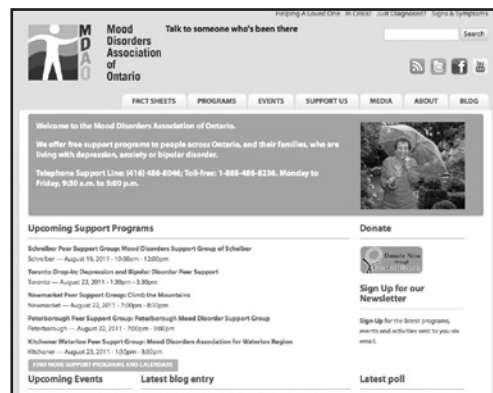 Helping A Loved One In Crisis? Just Diagnosed? Signs & Symptoms
MDAO
Mood
Disorders
Association
of
Ontario
Talk to someone who's been there
Search
FACT SHEETS PROGRAMS EVENTS SUPPORT US MEDIA ABOUT BLOG
Welcome to the Mood Disorders Association of Ontario.
We offer free support programs to people across Ontario, and their families, who are
living with depression, anxiety or bipolar disorder.
Telephone Support Line: (416) 486-8046; Toll-free: 1-888-486-8236. Monday to
Friday, 9:30 a.m. to 5:00 p.m.
Upcoming Support Programs
Schreiber Peer Support Group: Mood Disorders Support Group of Schreiber
Schreiber — August 19, 2011 - 10:00am - 12:00pm
Toronto Drop-In: Depression and Bipolar Disorder Peer Support
Toronto — August 22, 2011 - 1:30pm - 3:30pm
Newmarket Peer Support Group: Climb the Mountains
Newmarket — August 22, 2011 - 7:00pm - 8:30pm
Peterborough Peer Support Group: Peterborough Mood Disorder Support Group
Peterborough — August 22, 2011 - 7:00pm - 9:00pm
Kitchener Waterloo Peer Support Group: Mood Disorders Association for Waterloo Region
Kitchener — August 23, 2011 - 1:30pm - 3:00pm
FIND MORE SUPPORT PROGRAMS AND CALENDARS
Donate
Donate Now
through
Sign Up for our
Newsletter
Sign Up for the latest programs,
events and activities sent to you via
email.
Upcoming Events Latest blog entry Latest poll